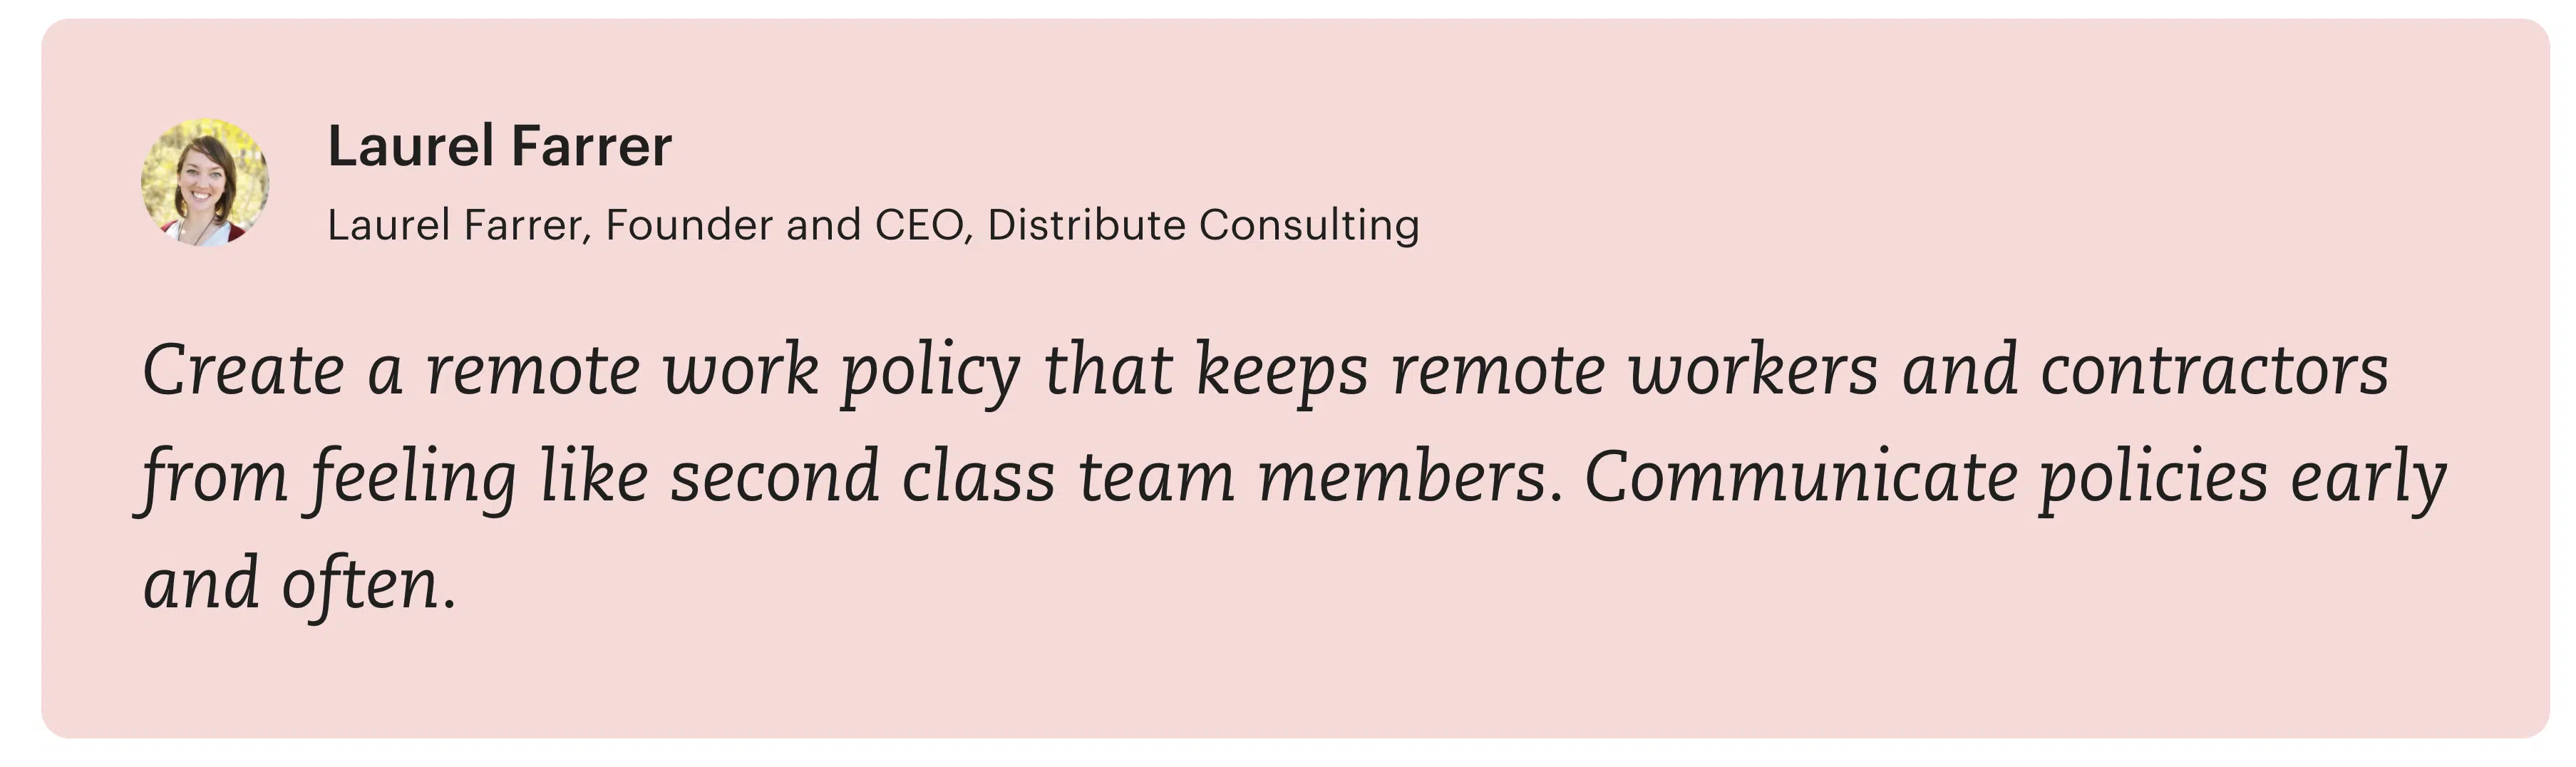 Laurel Farrer
Laurel Farrer, Founder and CEO, Distribute Consulting
Create a remote work policy that keeps remote workers and contractors
from feeling like second class team members. Communicate policies early
and often.